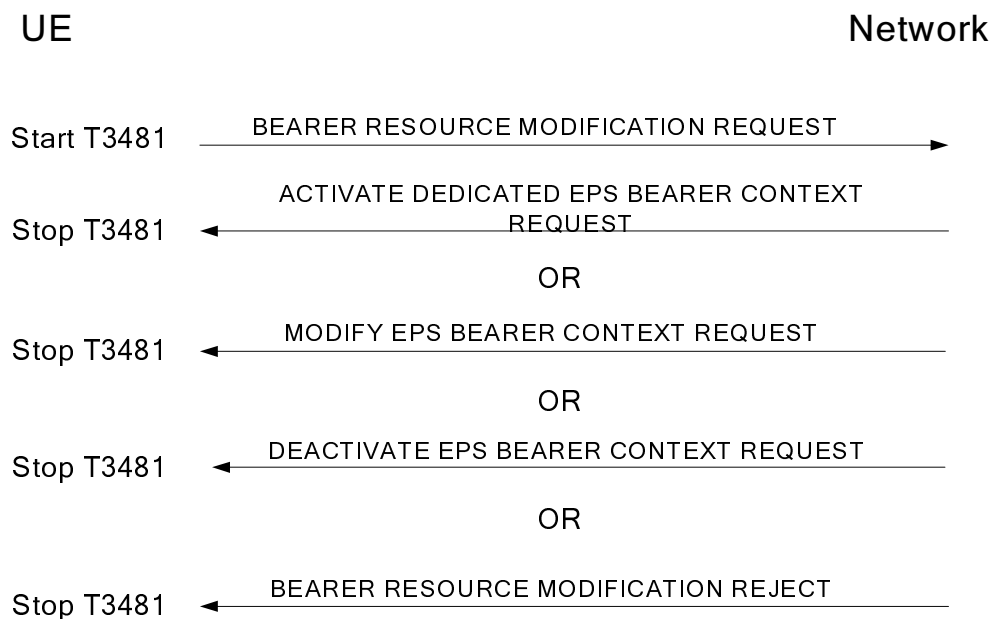 UE
Network
Start T3481
BEARER RESOURCE MODIFICATION REQUEST
ACTIVATE DEDICATED EPS BEARER CONTEXT
REQUEST
Stop T3481
OR
MODIFY EPS BEARER CONTEXT REQUEST
Stop T3481
OR
DEACTIVATE EPS BEARER CONTEXT REQUEST
Stop T3481
OR
BEARER RESOURCE MODIFICATION REJECT
Stop T3481